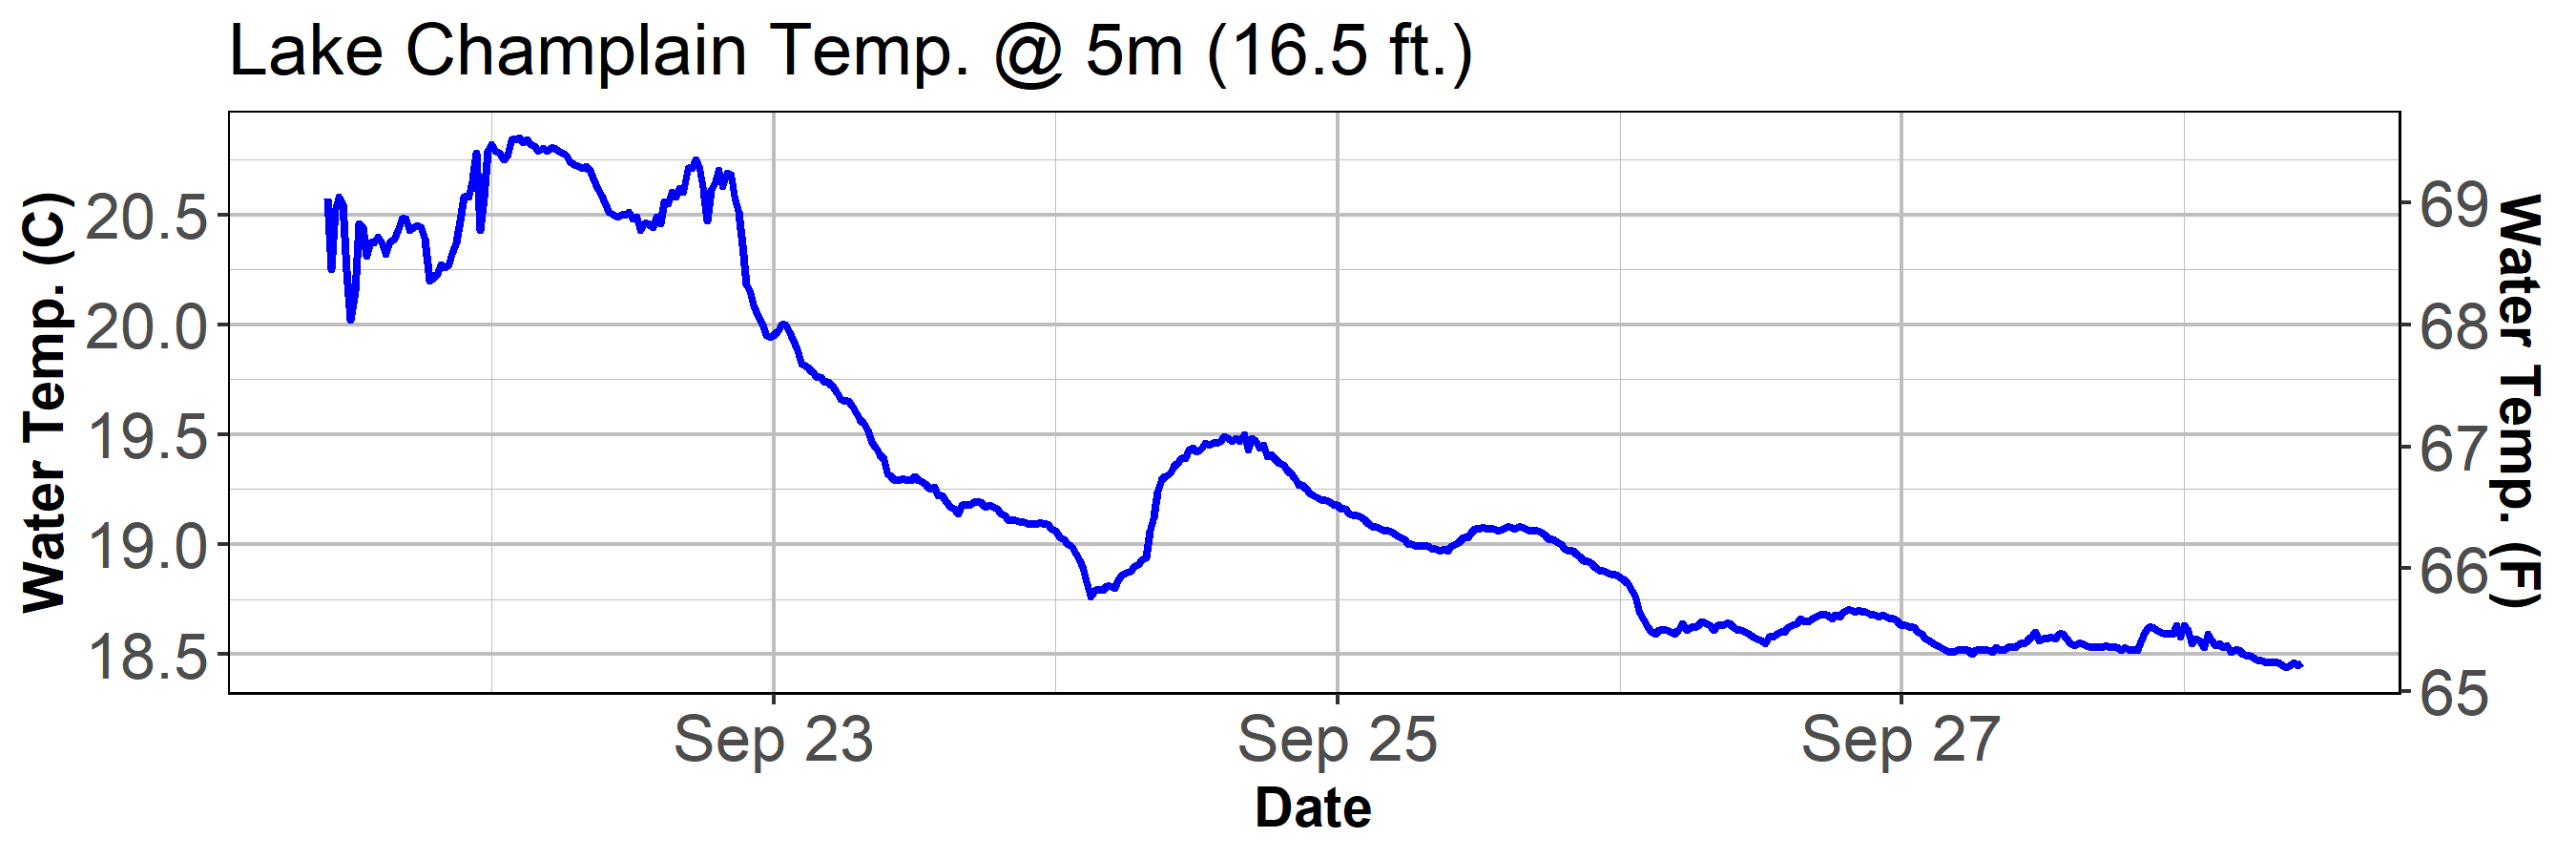 Lake Champlain Temp. @ 5m (16.5 ft.)
Water Temp. (C)
20.5
20.0
19.5
19.0
18.5
69
68
67
66
65
Water Temp. (F)
Sep 23
Sep 25
Sep 27
Date